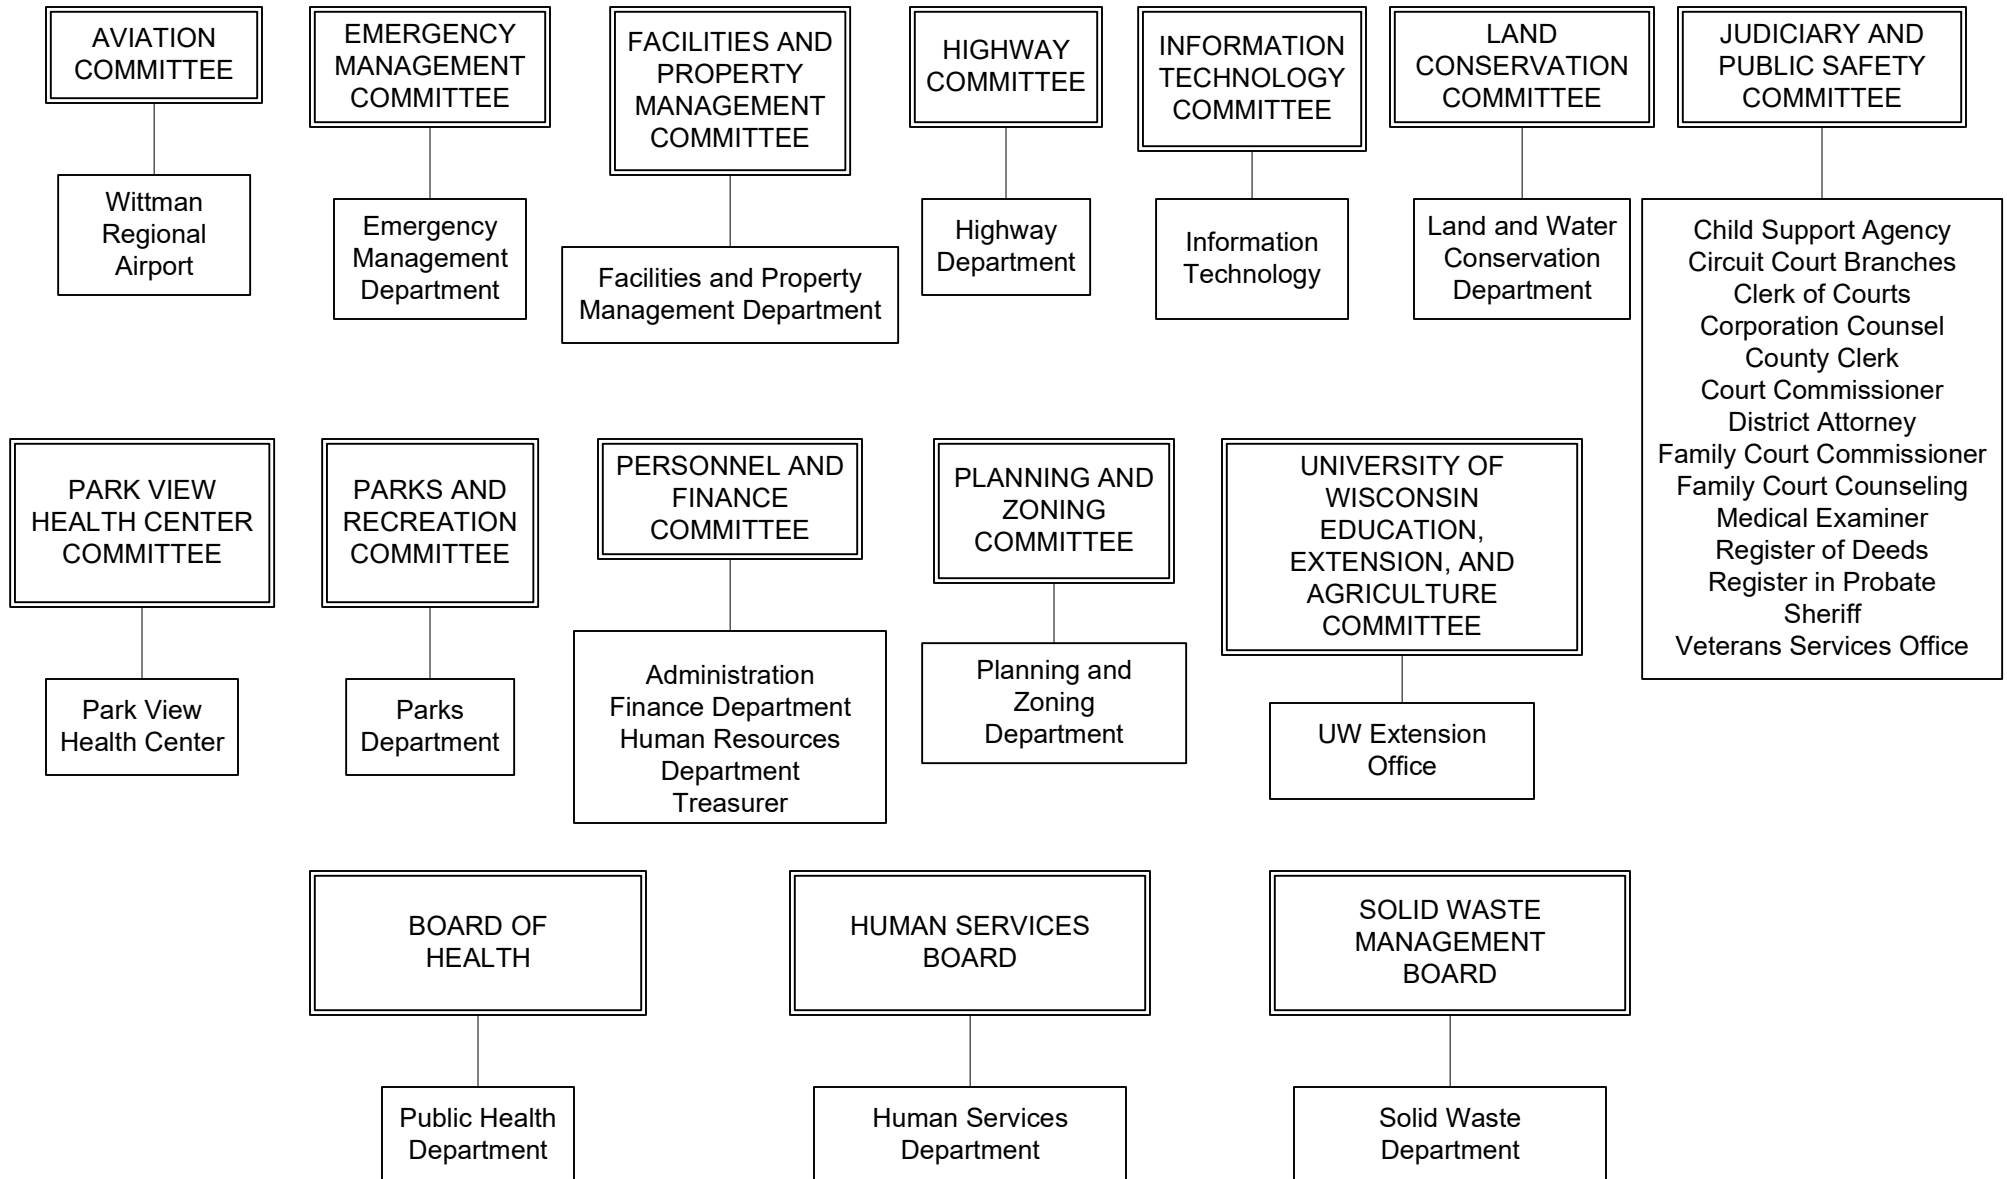 AVIATION
COMMITTEE
EMERGENCY
MANAGEMENT
COMMITTEE
FACILITIES AND
PROPERTY
MANAGEMENT
COMMITTEE
HIGHWAY
COMMITTEE
INFORMATION
TECHNOLOGY
COMMITTEE
LAND
CONSERVATION
COMMITTEE
JUDICIARY AND
PUBLIC SAFETY
COMMITTEE
Wittman
Regional
Airport
Emergency
Management
Department
Facilities and Property
Management Department
Highway
Department
Information
Technology
Land and Water
Conservation
Department
Child Support Agency
Circuit Court Branches
Clerk of Courts
Corporation Counsel
County Clerk
Court Commissioner
District Attorney
Family Court Commissioner
Family Court Counseling
Medical Examiner
Register of Deeds
Register in Probate
Sheriff
Veterans Services Office
PARK VIEW
HEALTH CENTER
COMMITTEE
PARKS AND
RECREATION
COMMITTEE
PERSONNEL AND
FINANCE
COMMITTEE
PLANNING AND
ZONING
COMMITTEE
UNIVERSITY OF
WISCONSIN
EDUCATION,
EXTENSION, AND
AGRICULTURE
COMMITTEE
Park View
Health Center
Parks
Department
Administration
Finance Department
Human Resources
Department
Treasurer
Planning and
Zoning
Department
UW Extension
Office
BOARD OF
HEALTH
HUMAN SERVICES
BOARD
SOLID WASTE
MANAGEMENT
BOARD
Public Health
Department
Human Services
Department
Solid Waste
Department